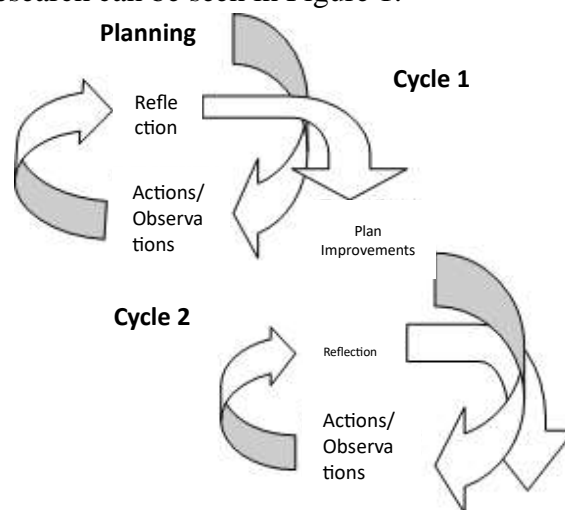 research can be seen in Figure 1.
Planning
Cycle 1
Refle
ction
Actions/
Observa
tions
Plan
Improvements
Cycle 2
Reflection
Actions/
Observa
tions